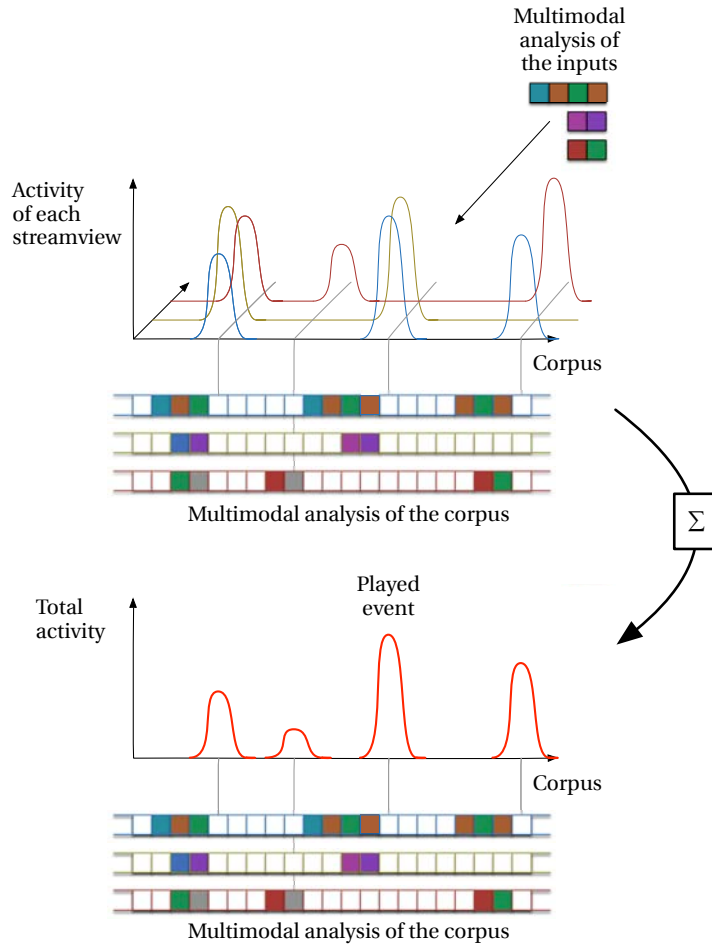 Multimodal
analysis of
the inputs
Activity
of each
streamview
Corpus
Multimodal analysis of the corpus
Σ
Played
event
Total
activity
Corpus
Multimodal analysis of the corpus